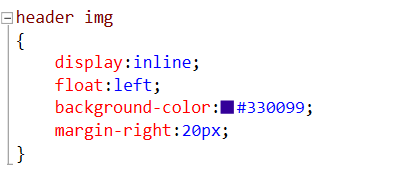 header img
{
    display:inline;
    float:left;
    background-color:#330099;
    margin-right:20px;
}